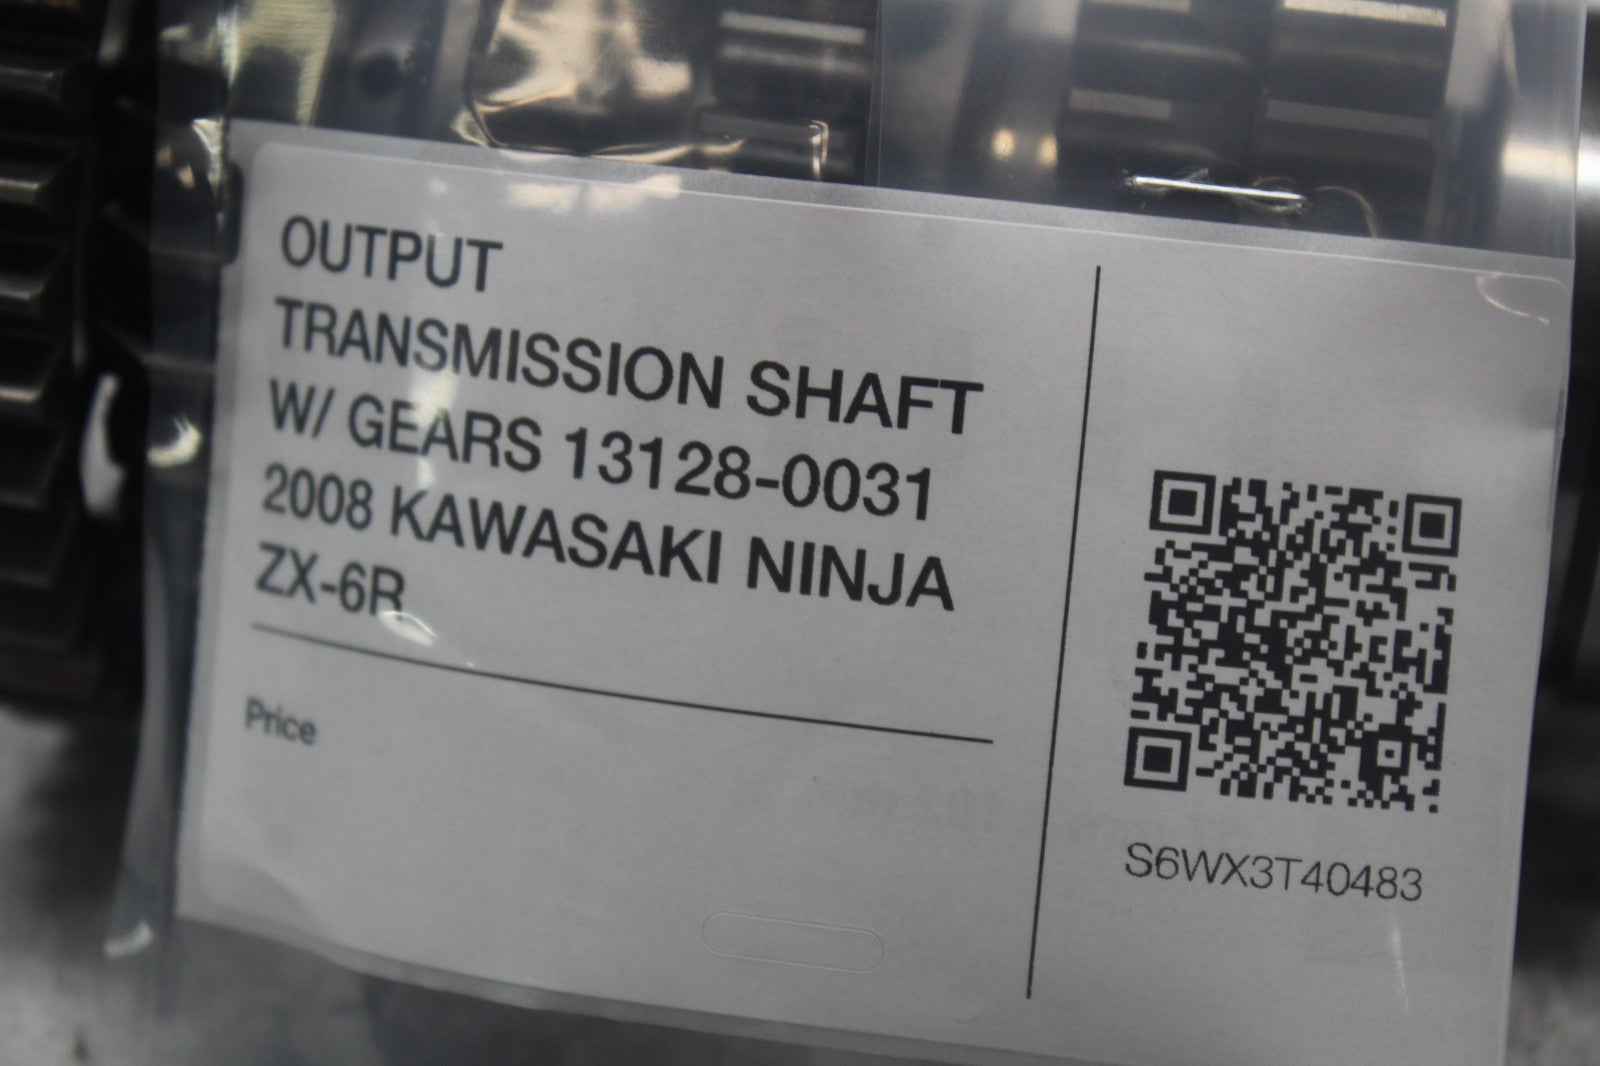 OUTPUT
TRANSMISSION SHAFT
W/ GEARS 13128-0031
2008 KAWASAKI NINJA
ZX-6R
Price
S6WX3T40483